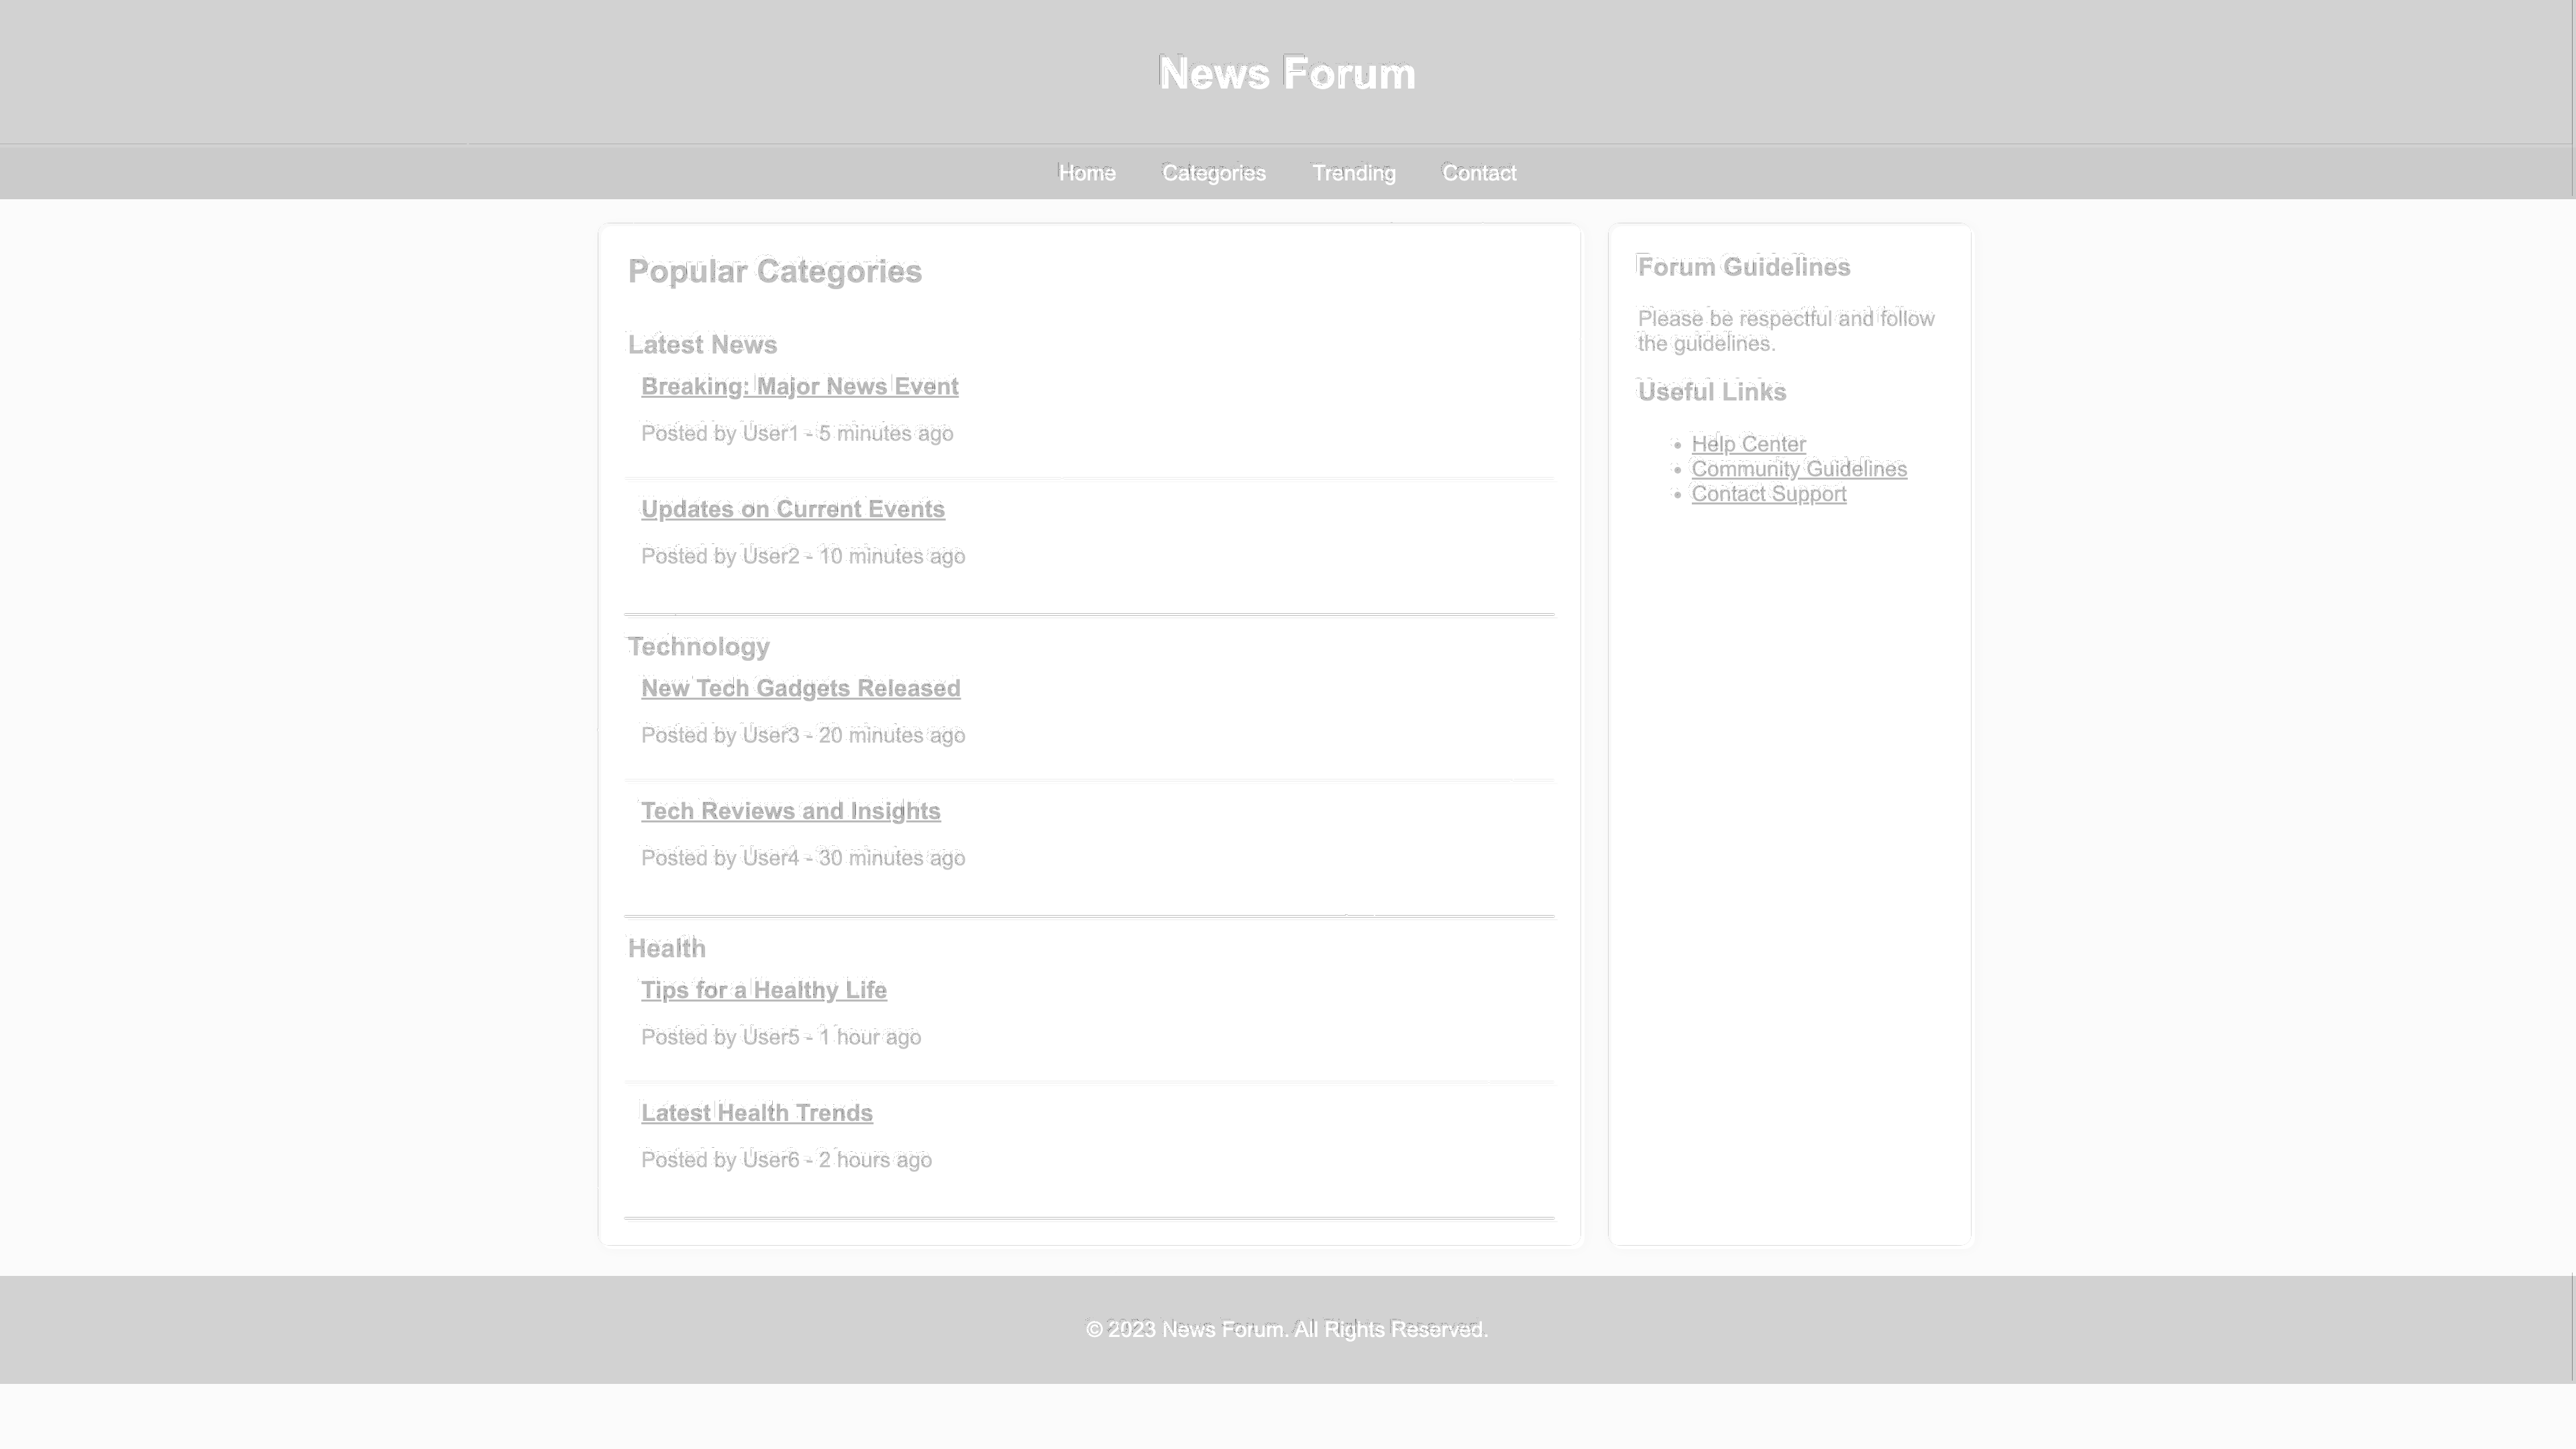 News Forum
Home Categories Trending Contact
Popular Categories
Latest News
Breaking: Major News Event
Posted by User1 - 5 minutes ago
Updates on Current Events
Posted by User2 - 10 minutes ago
Technology
New Tech Gadgets Released
Posted by User3 - 20 minutes ago
Tech Reviews and Insights
Posted by User4 - 30 minutes ago
Health
Tips for a Healthy Life
Posted by User5 - 1 hour ago
Latest Health Trends
Posted by User6 - 2 hours ago
Forum Guidelines
Please be respectful and follow
the guidelines.
Useful Links
• Help Center
• Community Guidelines
• Contact Support
© 2023 News Forum. All Rights Reserved.